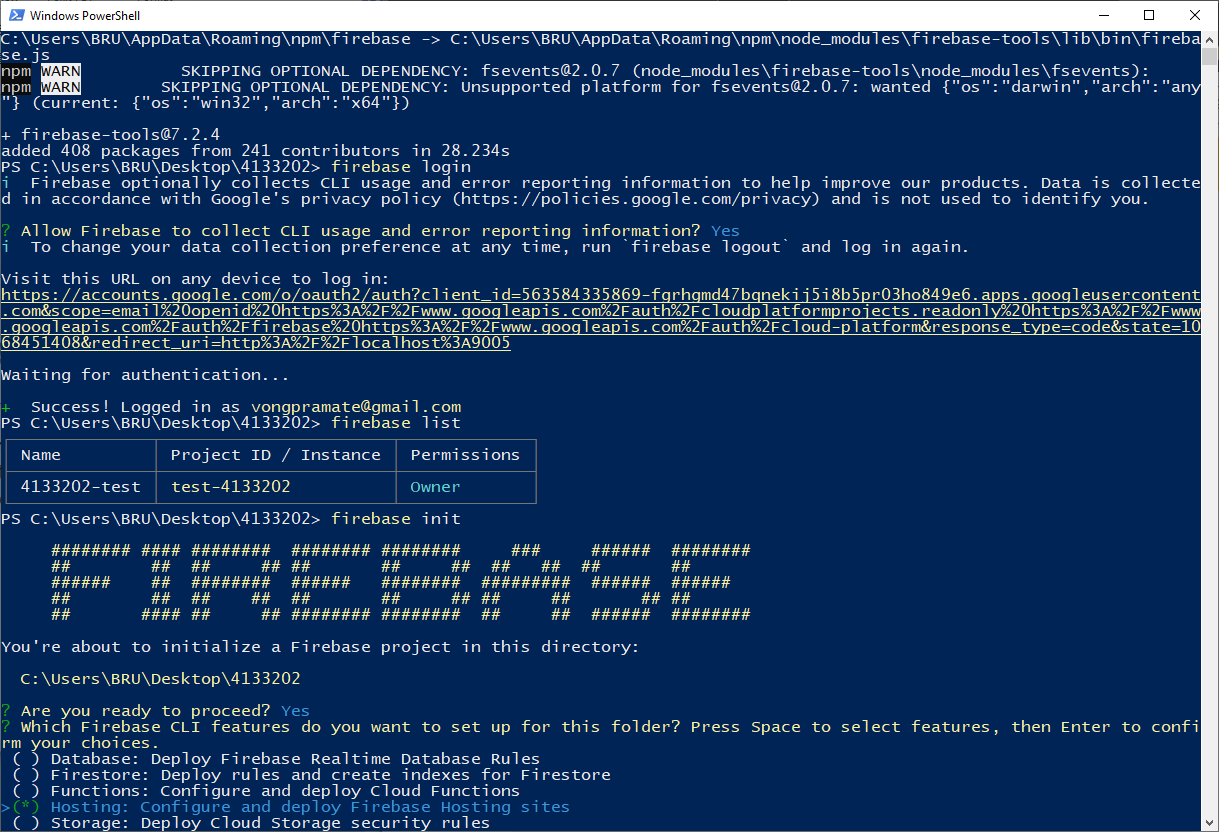 Windows PowerShell
C:\Users\BRU\AppData\Roaming\npm\firebase -> C:\Users\BRU\AppData\Roaming\npm\node_modules\firebase-tools\lib\bin\fireba
se.js
npm WARN SKIPPING OPTIONAL DEPENDENCY: fsevents@2.0.7 (node_modules\firebase-tools\node_modules\fsevents):
npm WARN SKIPPING OPTIONAL DEPENDENCY: Unsupported platform for fsevents@2.0.7: wanted {"os":"darwin","arch":"any
"} (current: {"os":"win32","arch":"x64"})
+ firebase-tools@7.2.4
added 408 packages from 241 contributors in 28.234s
PS C:\Users\BRU\Desktop\4133202> firebase login
i  Firebase optionally collects CLI usage and error reporting information to help improve our products. Data is collecte
d in accordance with Google's privacy policy (https://policies.google.com/privacy) and is not used to identify you.
? Allow Firebase to collect CLI usage and error reporting information? Yes
i  To change your data collection preference at any time, run `firebase logout` and log in again.
Visit this URL on any device to log in:
https://accounts.google.com/o/oauth2/auth?client_id=563584335869-fgrhgmd47bqnekij5i8b5pr03ho849e6.apps.googleusercontent
.com&scope=email%20openid%20https%3A%2F%2Fwww.googleapis.com%2Fauth%2Fcloudplatformprojects.readonly%20https%3A%2F%2Fwww
.googleapis.com%2Fauth%2Ffirebase%20https%3A%2F%2Fwww.googleapis.com%2Fauth%2Fcloud-platform&response_type=code&state=10
68451408&redirect_uri=http%3A%2F%2Flocalhost%3A9005
Waiting for authentication...
+  Success! Logged in as vongpramate@gmail.com
PS C:\Users\BRU\Desktop\4133202> firebase list
Name Project ID / Instance Permissions
4133202-test test-4133202 Owner
PS C:\Users\BRU\Desktop\4133202> firebase init
FIREBASE
You're about to initialize a Firebase project in this directory:
C:\Users\BRU\Desktop\4133202
? Are you ready to proceed? Yes
? Which Firebase CLI features do you want to set up for this folder? Press Space to select features, then Enter to confi
rm your choices.
( ) Database: Deploy Firebase Realtime Database Rules
( ) Firestore: Deploy rules and create indexes for Firestore
( ) Functions: Configure and deploy Cloud Functions
>(*) Hosting: Configure and deploy Firebase Hosting sites
( ) Storage: Deploy Cloud Storage security rules